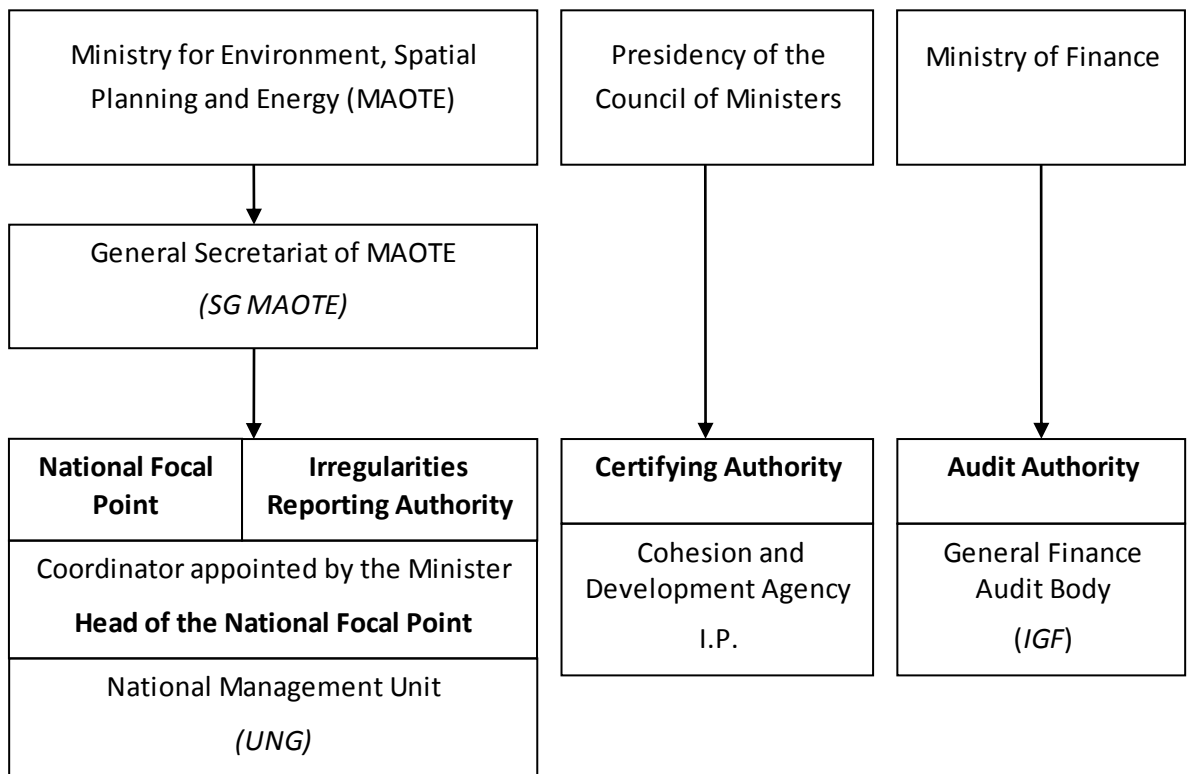 Ministry for Environment, Spatial
Planning and Energy (MAOTE)
Presidency of the
Council of Ministers
Ministry of Finance
General Secretariat of MAOTE
(SG MAOTE)
National Focal
Point
Irregularities
Reporting Authority
Coordinator appointed by the Minister
Head of the National Focal Point
National Management Unit
(UNG)
Certifying Authority
Cohesion and
Development Agency
I.P.
Audit Authority
General Finance
Audit Body
(IGF)